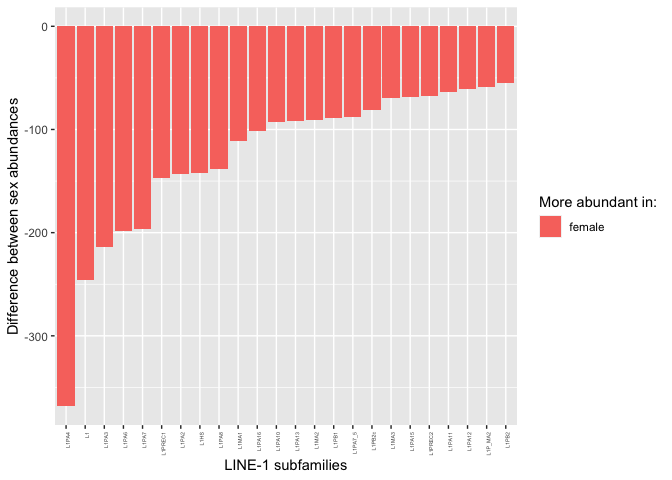 Difference between sex abundances
0
-100
-200
-300
L1PA4
L1
L1PA3
L1PA6
L1PA7
L1PREC1
L1PA2
L1HS
L1PA8
L1MA1
L1PA16
L1PA10
L1PA13
L1MA2
L1PB1
L1PA7_5
L1PB2c
L1MA3
L1PA15
L1PREC2
L1PA11
L1PA12
L1P_MA2
L1PB2
LINE-1 subfamilies
More abundant in:
female